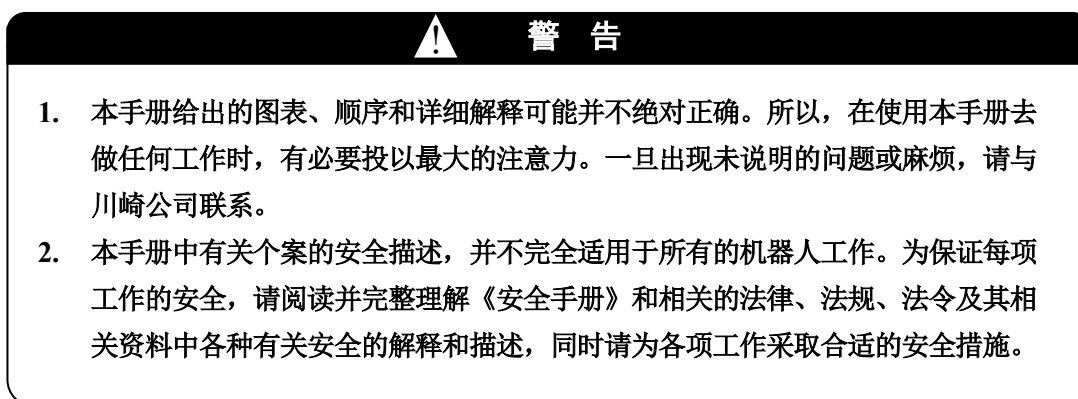 警 告
1. 本手册给出的图表、顺序和详细解释可能并不绝对正确。所以，在使用本手册去
做任何工作时，有必要投以最大的注意力。一旦出现未说明的问题或麻烦，请与
川崎公司联系。
2. 本手册中有关个案的安全描述，并不完全适用于所有的机器人工作。为保证每项
工作的安全，请阅读并完整理解《安全手册》和相关的法律、法规、法令及其相
关资料中各种有关安全的解释和描述，同时请为各项工作采取合适的安全措施。